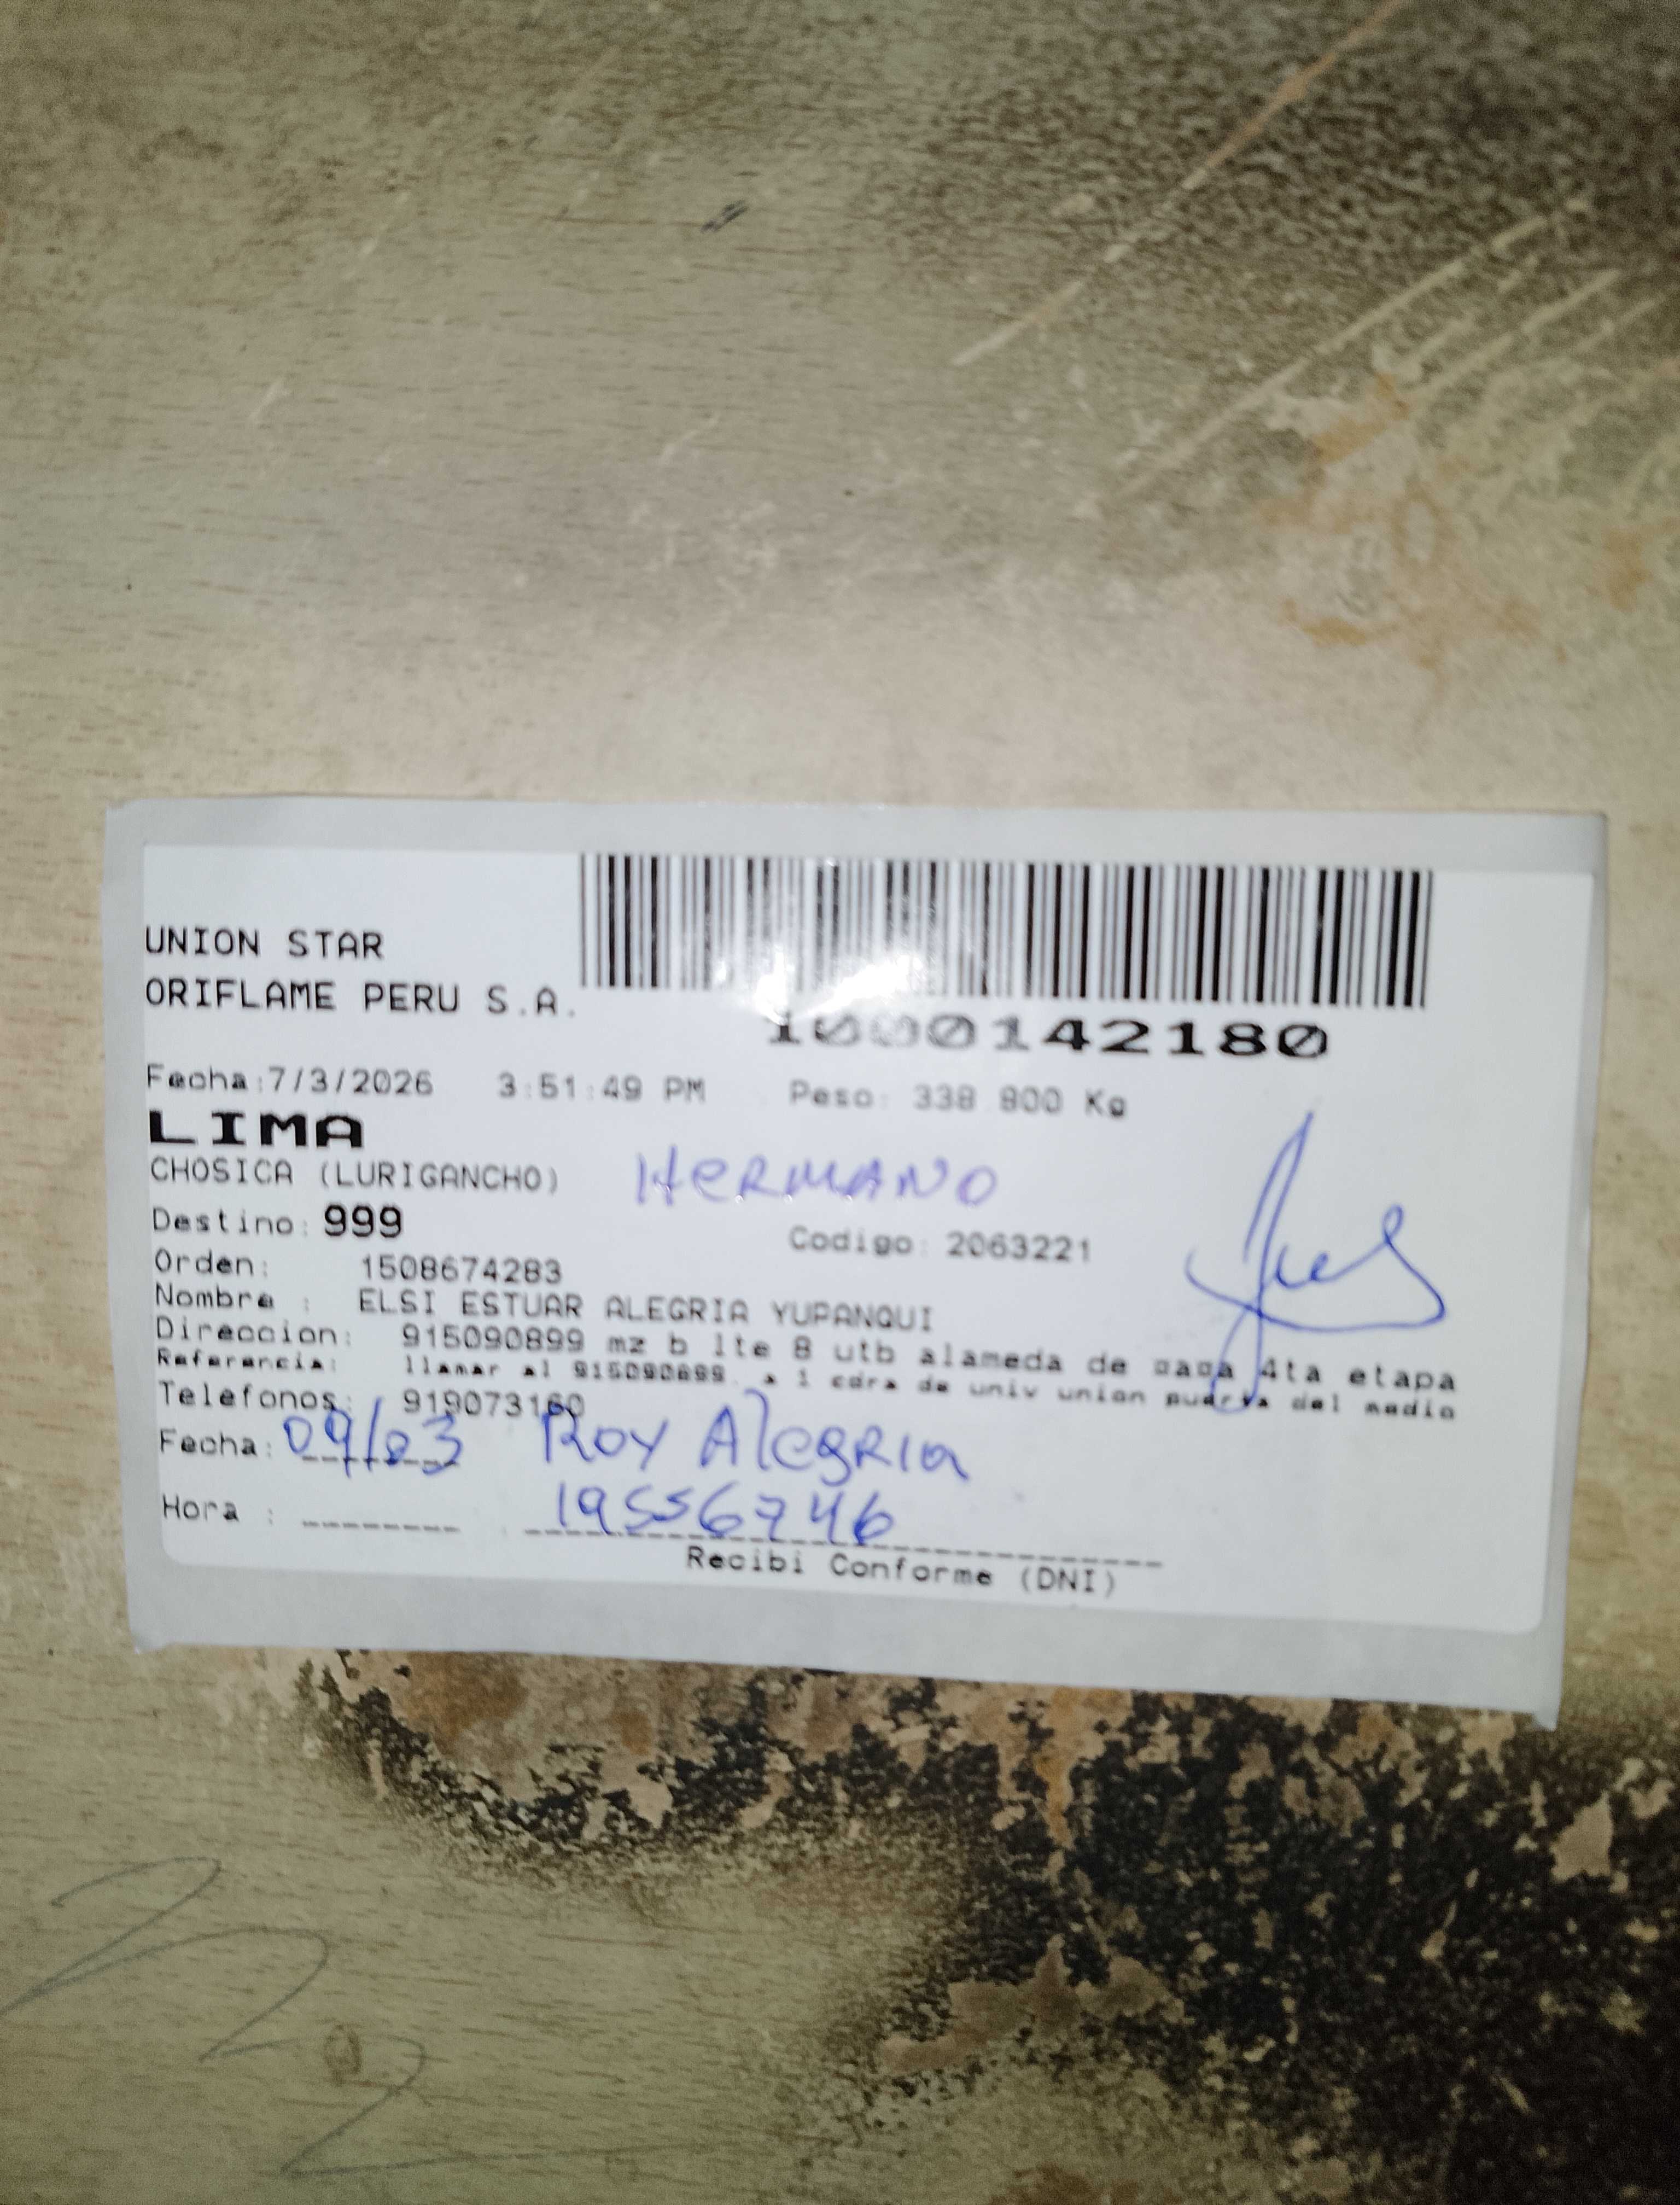 UNION STAR
ORIFLAME PERU S.A.
1000142180
Fecha:7/3/2026 3:51:49 PM Peso: 338 800 Kg
LIMA
CHOSICA (LURIGANCHO) HERMANO
Destino: 999 Codigo: 2063221
Orden: 1508674283
Nombre : ELSI ESTUAR ALEGRIA YUPANQUI
Direccion: 915090899 mz b lte 8 utb alameda de 4ta etapa
Referencia: llamar al 915090899. a 1 cdra de univ union puerta del medio
Telefonos: 919073160
Fecha: 09/03 Roy Alegria
Hora : 19556746
Recibi Conforme (DNI)